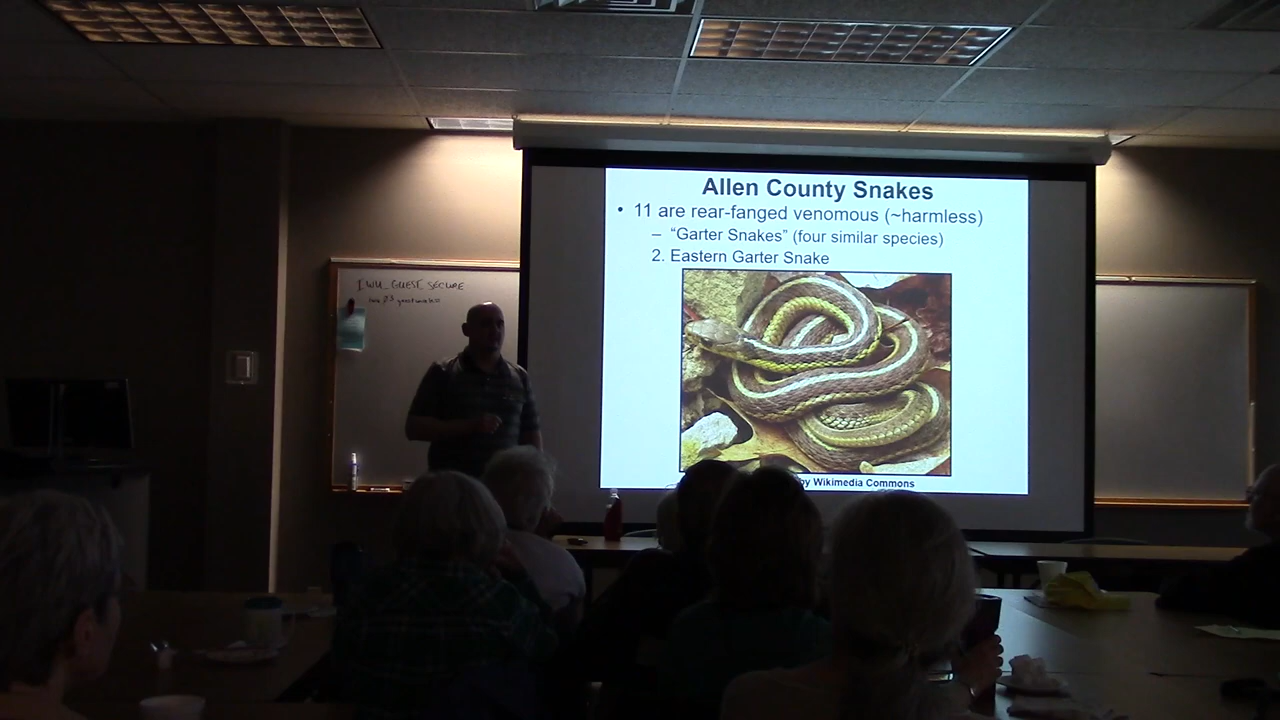 Allen County Snakes
• 11 are rear-fanged venomous (~harmless)
– “Garter Snakes” (four similar species)
2. Eastern Garter Snake
by Wikimedia Commons
IWU_GUEST_SECURE